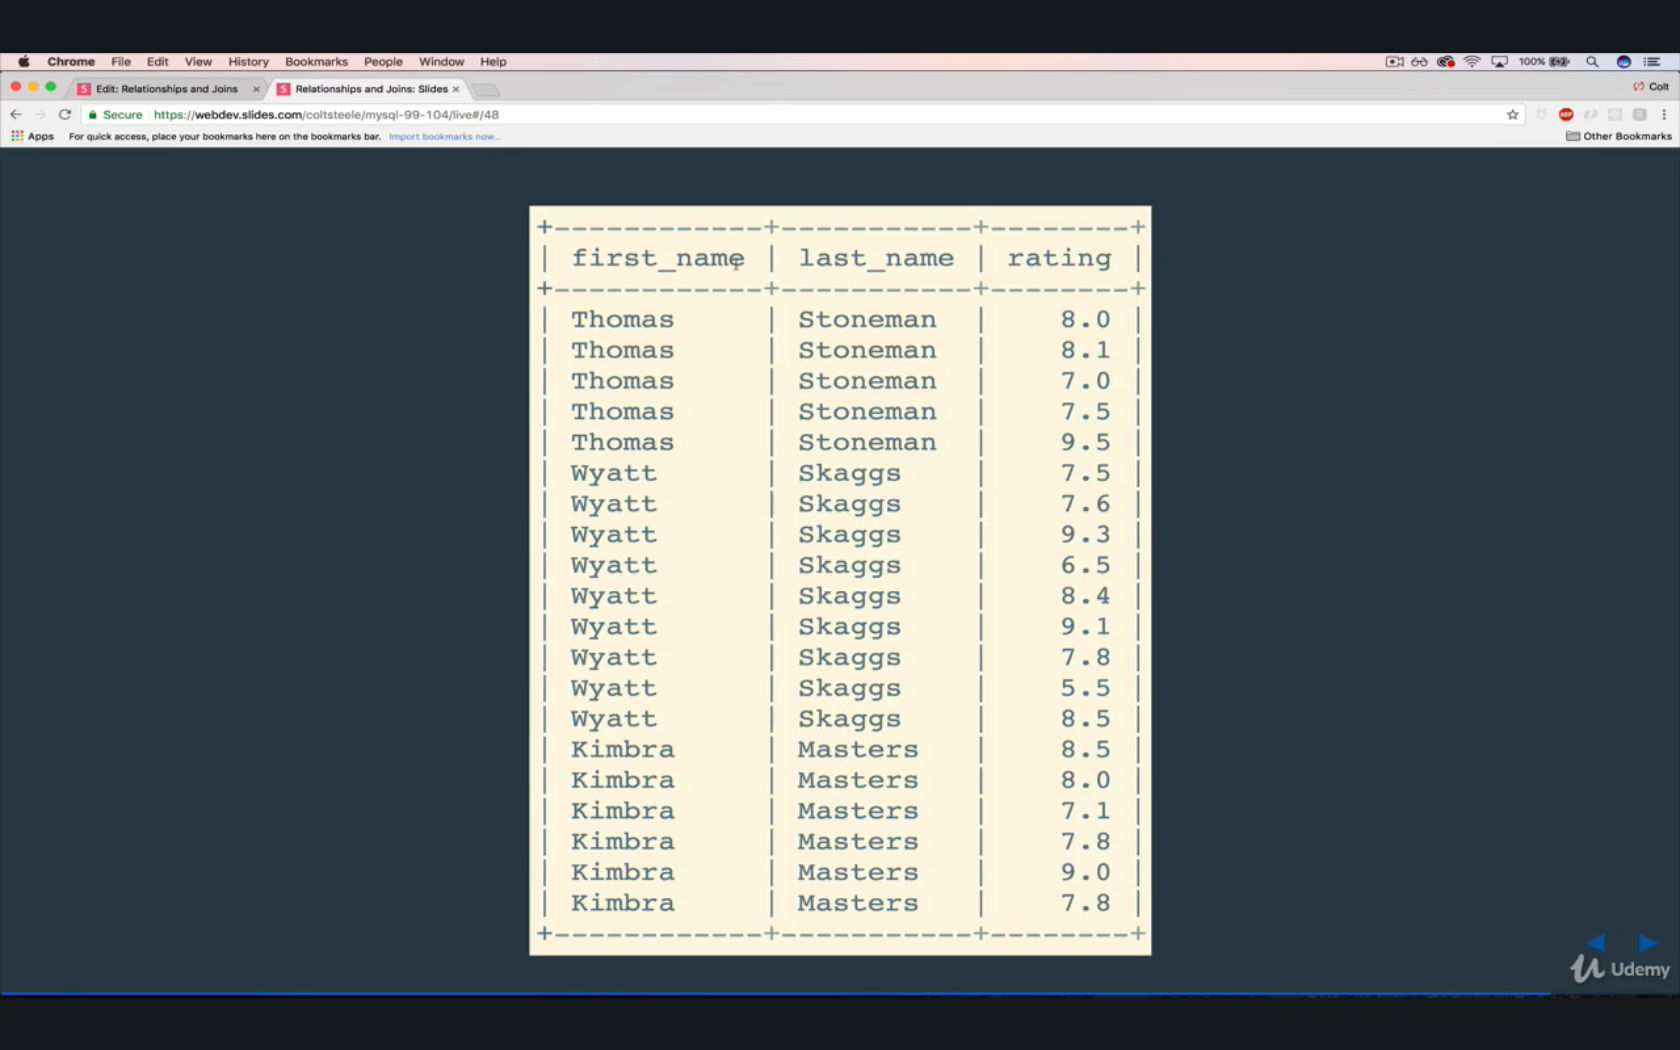 Chrome File Edit View History Bookmarks People Window Help 100%
Edit: Relationships and Joins Relationships and Joins: Slides Colt
Secure https://webdev.slides.com/coltsteele/mysql-99-104/live#/48 ABP
Apps For quick access, place your bookmarks here on the bookmarks bar. Import bookmarks now... Other Bookmarks
+------------+-----------+--------+
| first_name | last_name | rating |
+------------+-----------+--------+
| Thomas | Stoneman | 8.0 |
| Thomas | Stoneman | 8.1 |
| Thomas | Stoneman | 7.0 |
| Thomas | Stoneman | 7.5 |
| Thomas | Stoneman | 9.5 |
| Wyatt | Skaggs | 7.5 |
| Wyatt | Skaggs | 7.6 |
| Wyatt | Skaggs | 9.3 |
| Wyatt | Skaggs | 6.5 |
| Wyatt | Skaggs | 8.4 |
| Wyatt | Skaggs | 9.1 |
| Wyatt | Skaggs | 7.8 |
| Wyatt | Skaggs | 5.5 |
| Wyatt | Skaggs | 8.5 |
| Kimbra | Masters | 8.5 |
| Kimbra | Masters | 8.0 |
| Kimbra | Masters | 7.1 |
| Kimbra | Masters | 7.8 |
| Kimbra | Masters | 9.0 |
| Kimbra | Masters | 7.8 |
+------------+-----------+--------+
Udemy